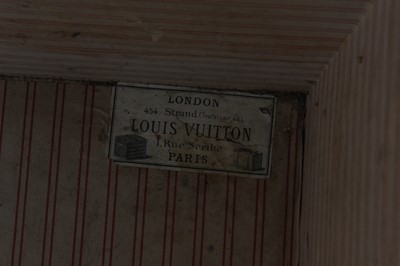 LONDON
454, Strand
LOUIS VUITTON
1, Rue Scribe
PARIS